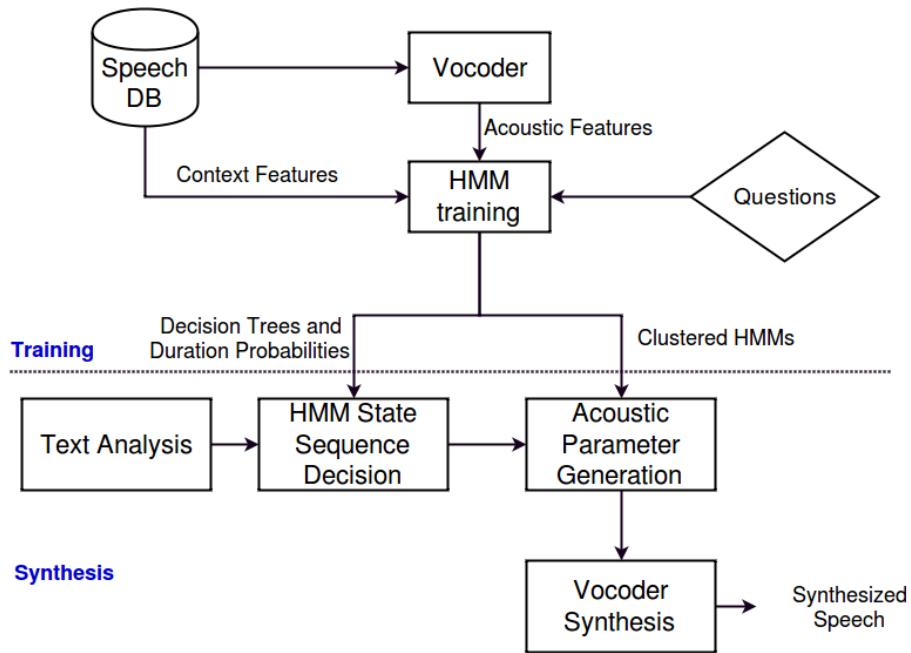 Speech
DB
Vocoder
Acoustic Features
Context Features
HMM
training
Questions
Decision Trees and
Duration Probabilities
Clustered HMMs
Training
Text Analysis
HMM State
Sequence
Decision
Acoustic
Parameter
Generation
Synthesis
Vocoder
Synthesis
Synthesized
Speech